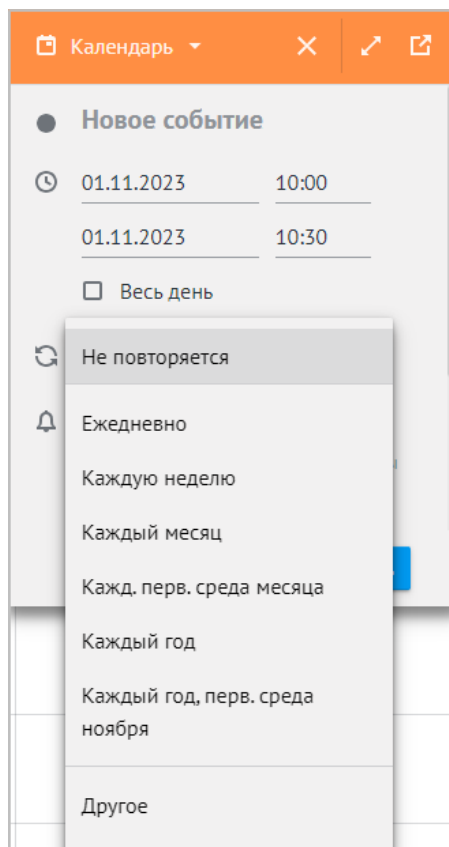 Календарь
Новое событие
01.11.2023 10:00
01.11.2023 10:30
Весь день
Не повторяется
Ежедневно
Каждую неделю
Каждый месяц
Кажд. перв. среда месяца
Каждый год
Каждый год, перв. среда
ноября
Другое